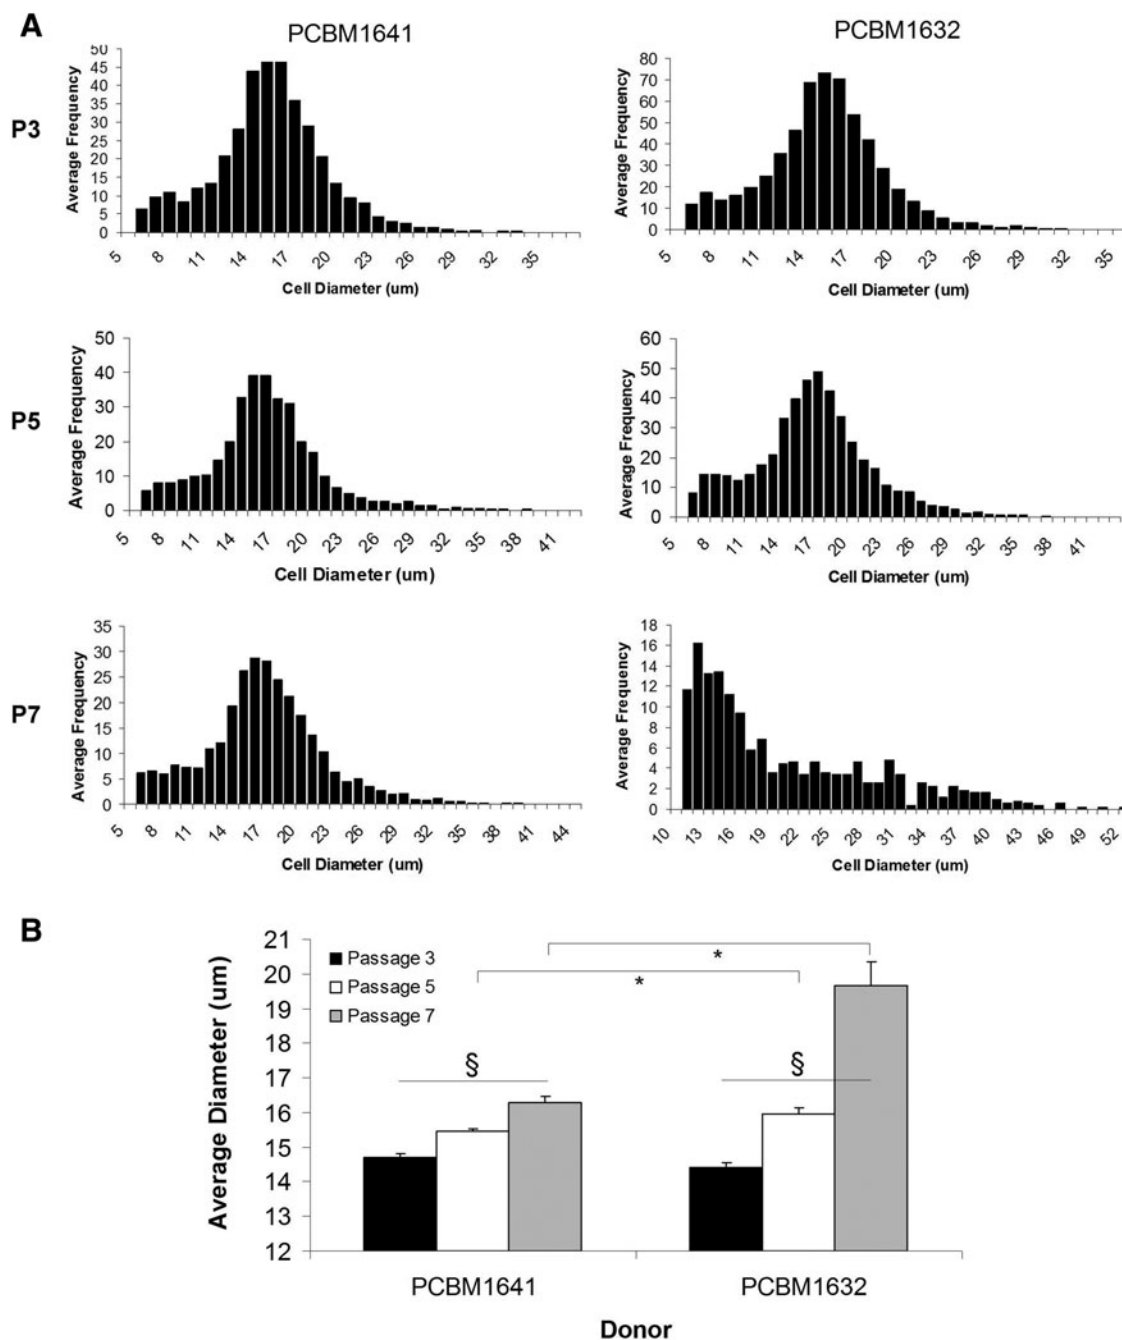 A
PCBM1641
PCBM1632
P3
Average Frequency
50
45
40
35
30
25
20
15
10
5
0
5 8 11 14 17 20 23 26 29 32 35
Cell Diameter (um)
Average Frequency
80
70
60
50
40
30
20
10
0
5 8 11 14 17 20 23 26 29 32 35
Cell Diameter (um)
P5
Average Frequency
50
40
30
20
10
0
5 8 11 14 17 20 23 26 29 32 35 38 41
Cell Diameter (um)
Average Frequency
60
50
40
30
20
10
0
5 8 11 14 17 20 23 26 29 32 35 38 41
Cell Diameter (um)
P7
Average Frequency
35
30
25
20
15
10
5
0
5 8 11 14 17 20 23 26 29 32 35 38 41 44
Cell Diameter (um)
Average Frequency
18
16
14
12
10
8
6
4
2
0
10 13 16 19 22 25 28 31 34 37 40 43 46 49 52
Cell Diameter (um)
B
Average Diameter (um)
21
20
19
18
17
16
15
14
13
12
Passage 3
Passage 5
Passage 7
*
*
§
§
PCBM1641
PCBM1632
Donor